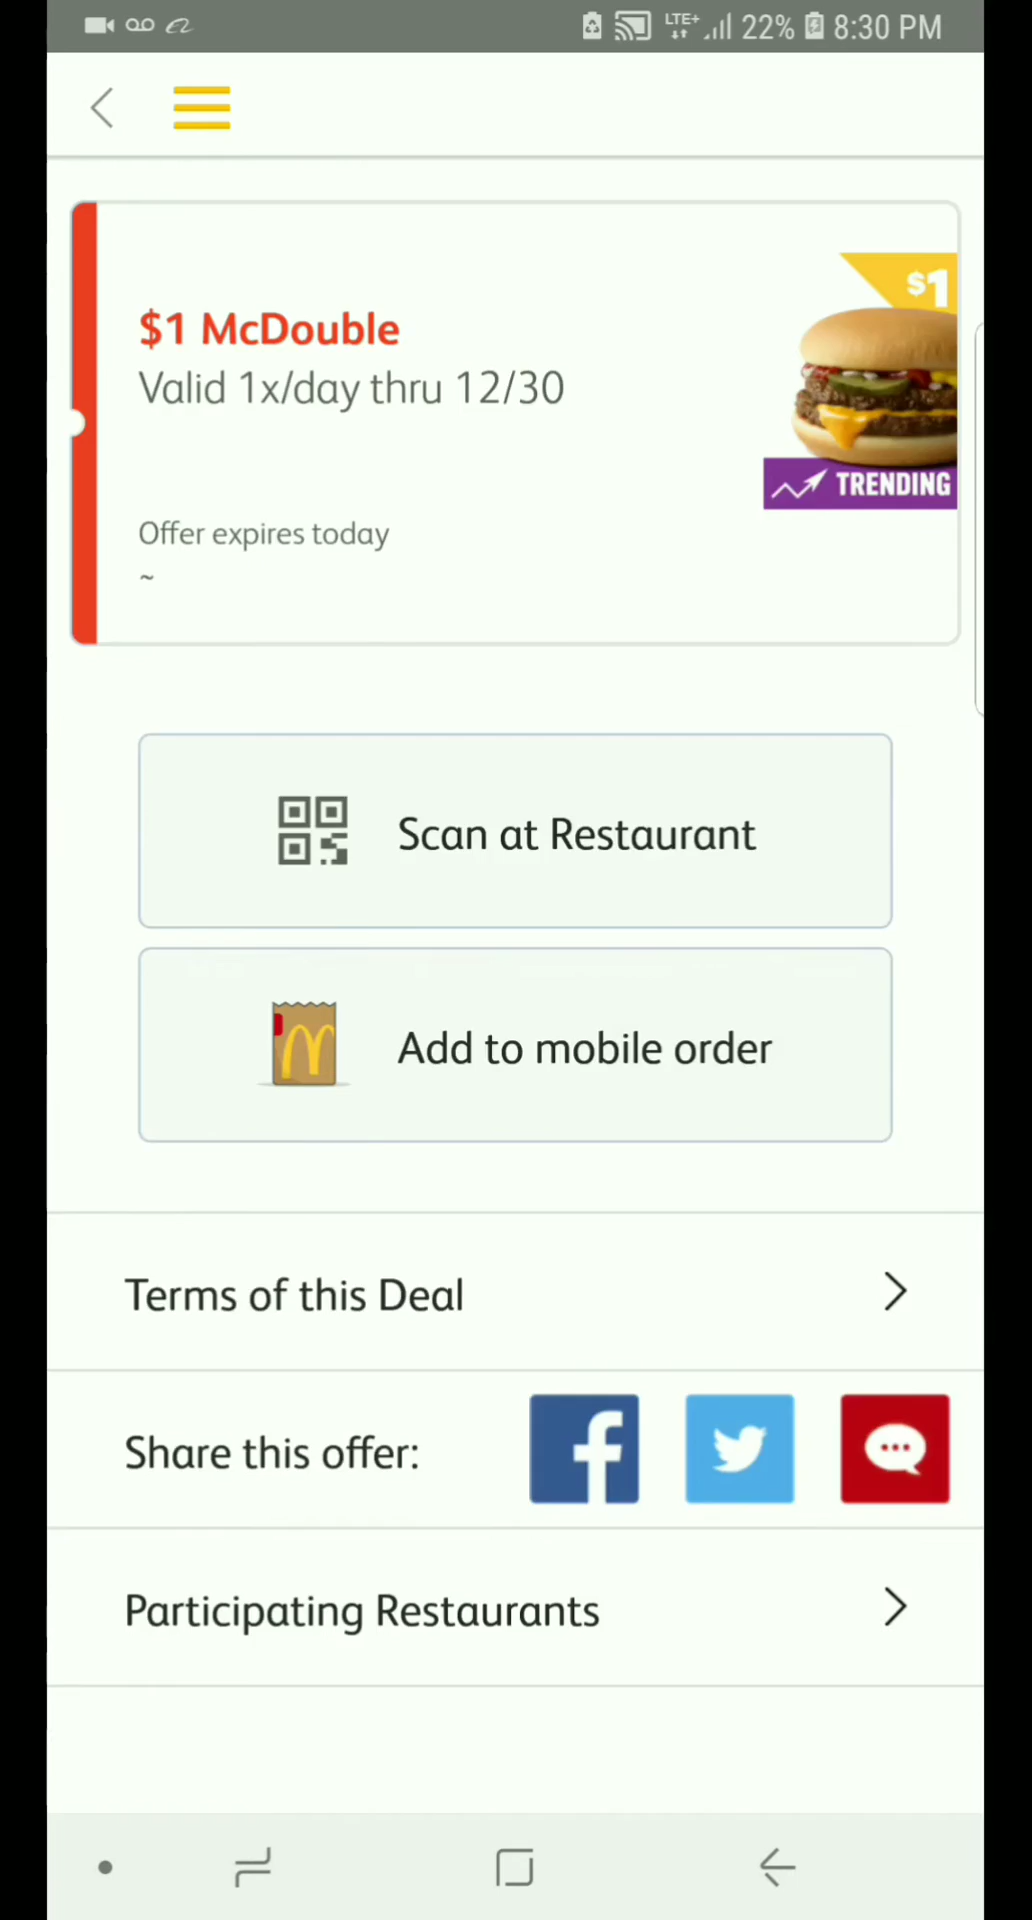 LTE+ 22% 8:30 PM
$1
$1 McDouble
Valid 1x/day thru 12/30
TRENDING
Offer expires today
~
Scan at Restaurant
Add to mobile order
Terms of this Deal
Share this offer:
Participating Restaurants